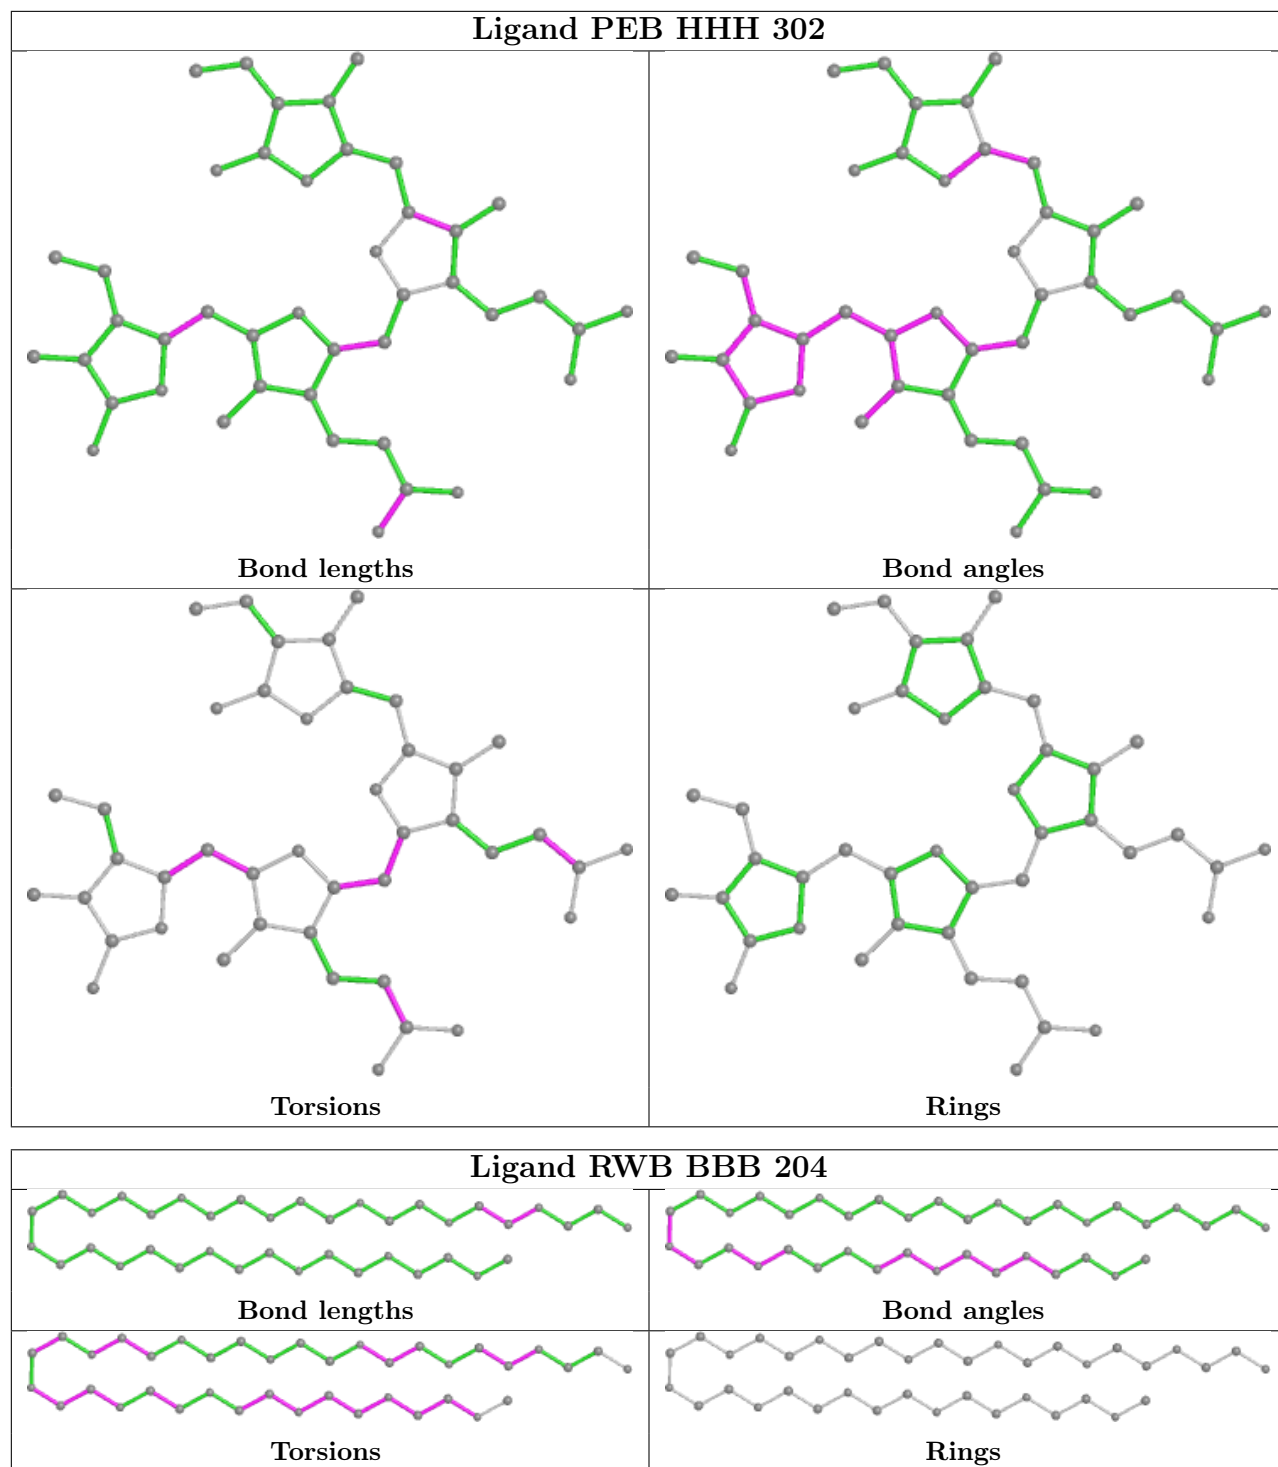 Ligand PEB HHH 302
Bond lengths
Bond angles
Torsions
Rings
Ligand RWB BBB 204
Bond lengths
Bond angles
Torsions
Rings